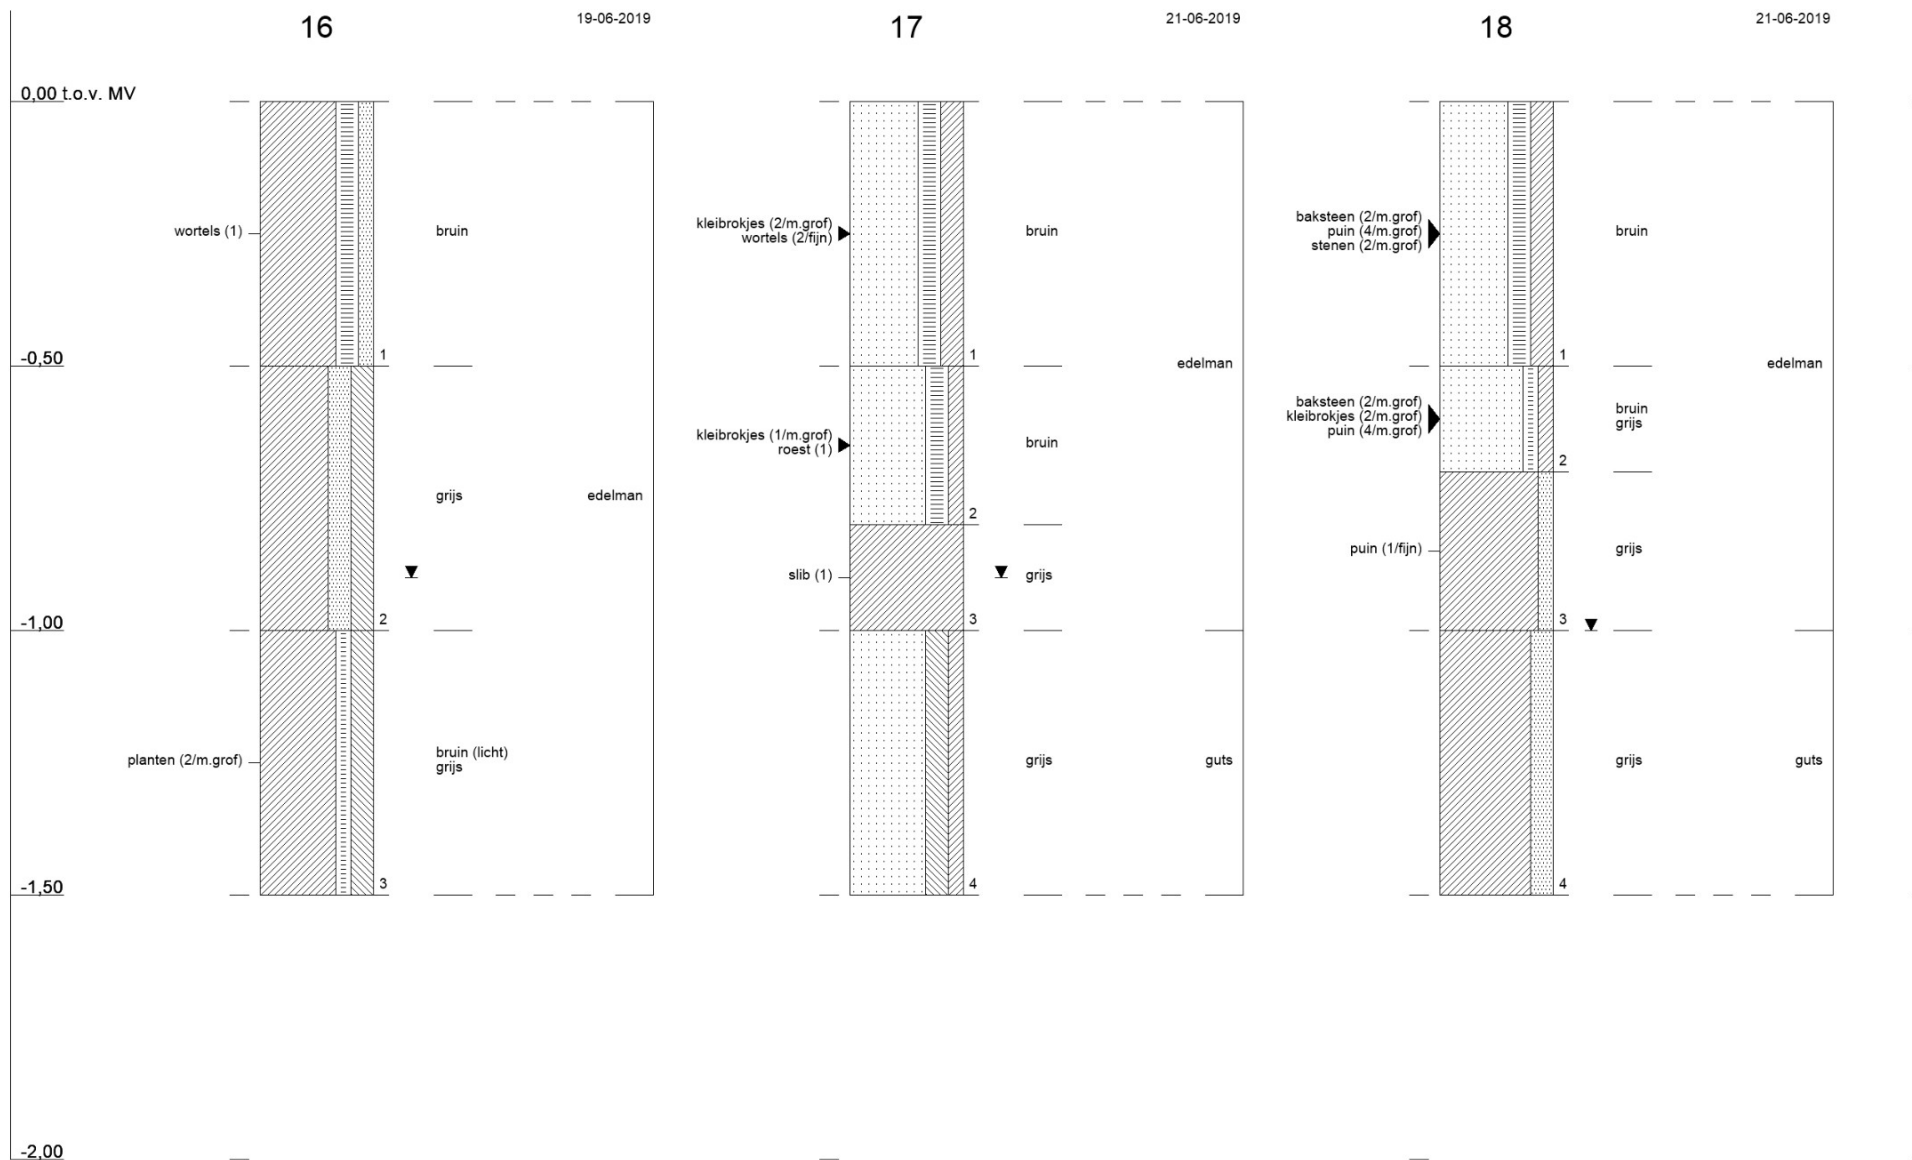 16
19-06-2019
17
21-06-2019
18
21-06-2019
0,00 t.o.v. MV
-0,50
-1,00
-1,50
-2,00
wortels (1)
bruin
1
grijs
edelman
2
planten (2/m.grof)
bruin (licht)
grijs
3
kleibrokjes (2/m.grof)
wortels (2/fijn)
bruin
1
edelman
kleibrokjes (1/m.grof)
roest (1)
bruin
2
slib (1)
grijs
3
grijs
guts
4
baksteen (2/m.grof)
puin (4/m.grof)
stenen (2/m.grof)
bruin
1
edelman
baksteen (2/m.grof)
kleibrokjes (2/m.grof)
puin (4/m.grof)
bruin
grijs
2
puin (1/fijn)
grijs
3
grijs
guts
4